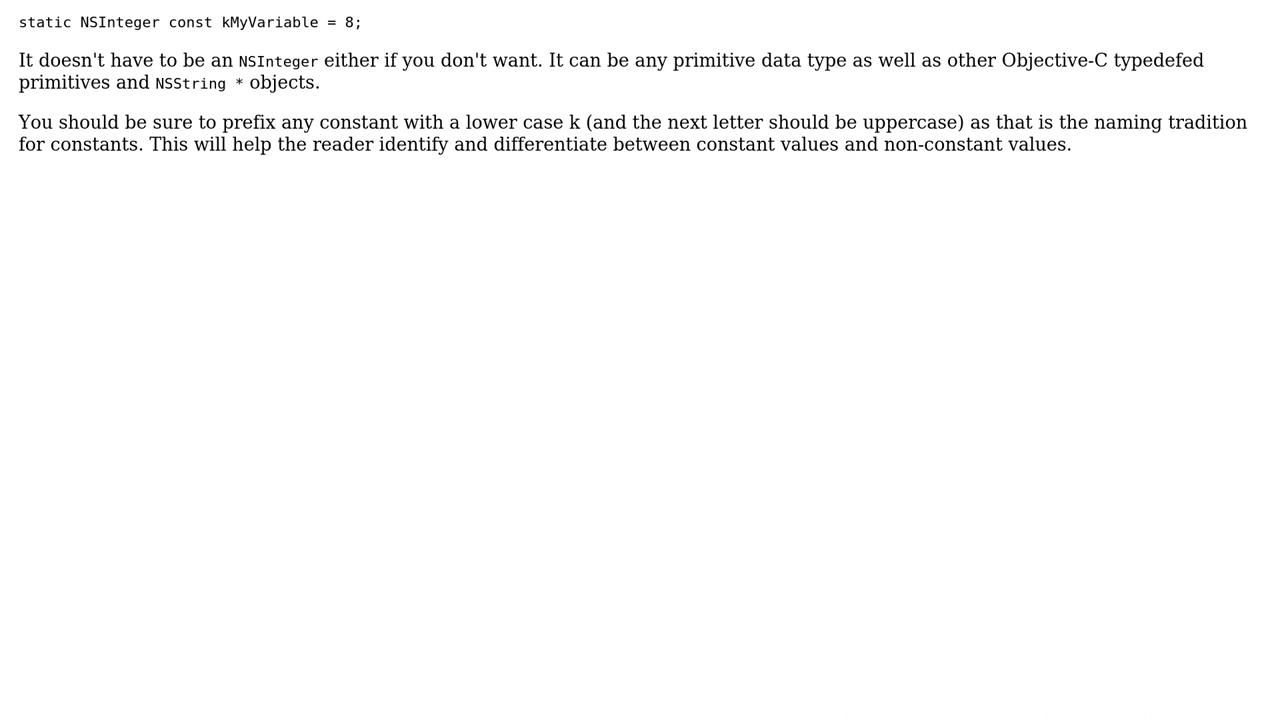 static NSInteger const kMyVariable = 8;
It doesn't have to be an NSInteger either if you don't want. It can be any primitive data type as well as other Objective-C typedefed
primitives and NSString * objects.
You should be sure to prefix any constant with a lower case k (and the next letter should be uppercase) as that is the naming tradition
for constants. This will help the reader identify and differentiate between constant values and non-constant values.